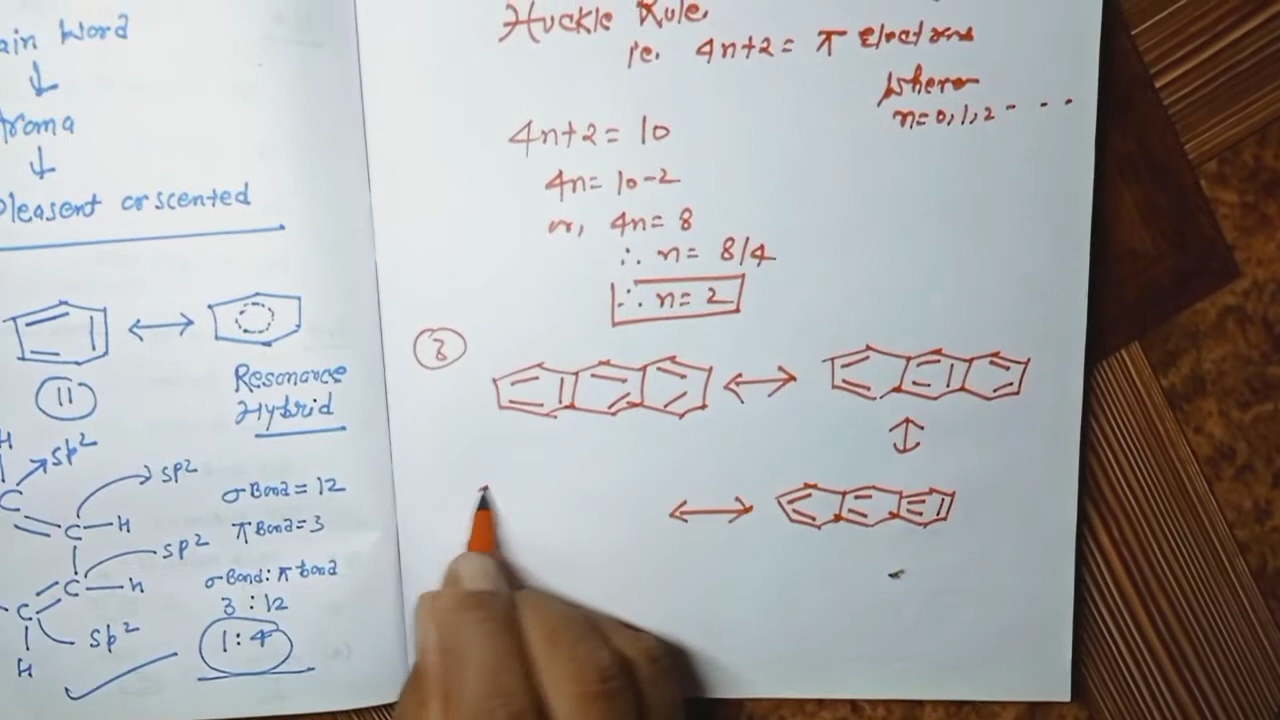 ain Word
↓
troma
↓
Pleasent or scented
Resonance
Hybrid
H
sp²
C
sp²
C-H
sp²
C-H
C
sp²
H
σ Bond = 12
π Bond = 3
σ Bond : π bond
3 : 12
1 : 4
Huckle Rule
i.e. 4n+2 = π Electrons
where
n=0,1,2 - - -
4n+2 = 10
4n = 10-2
or, 4n = 8
∴ n = 8/4
∴ n = 2
3